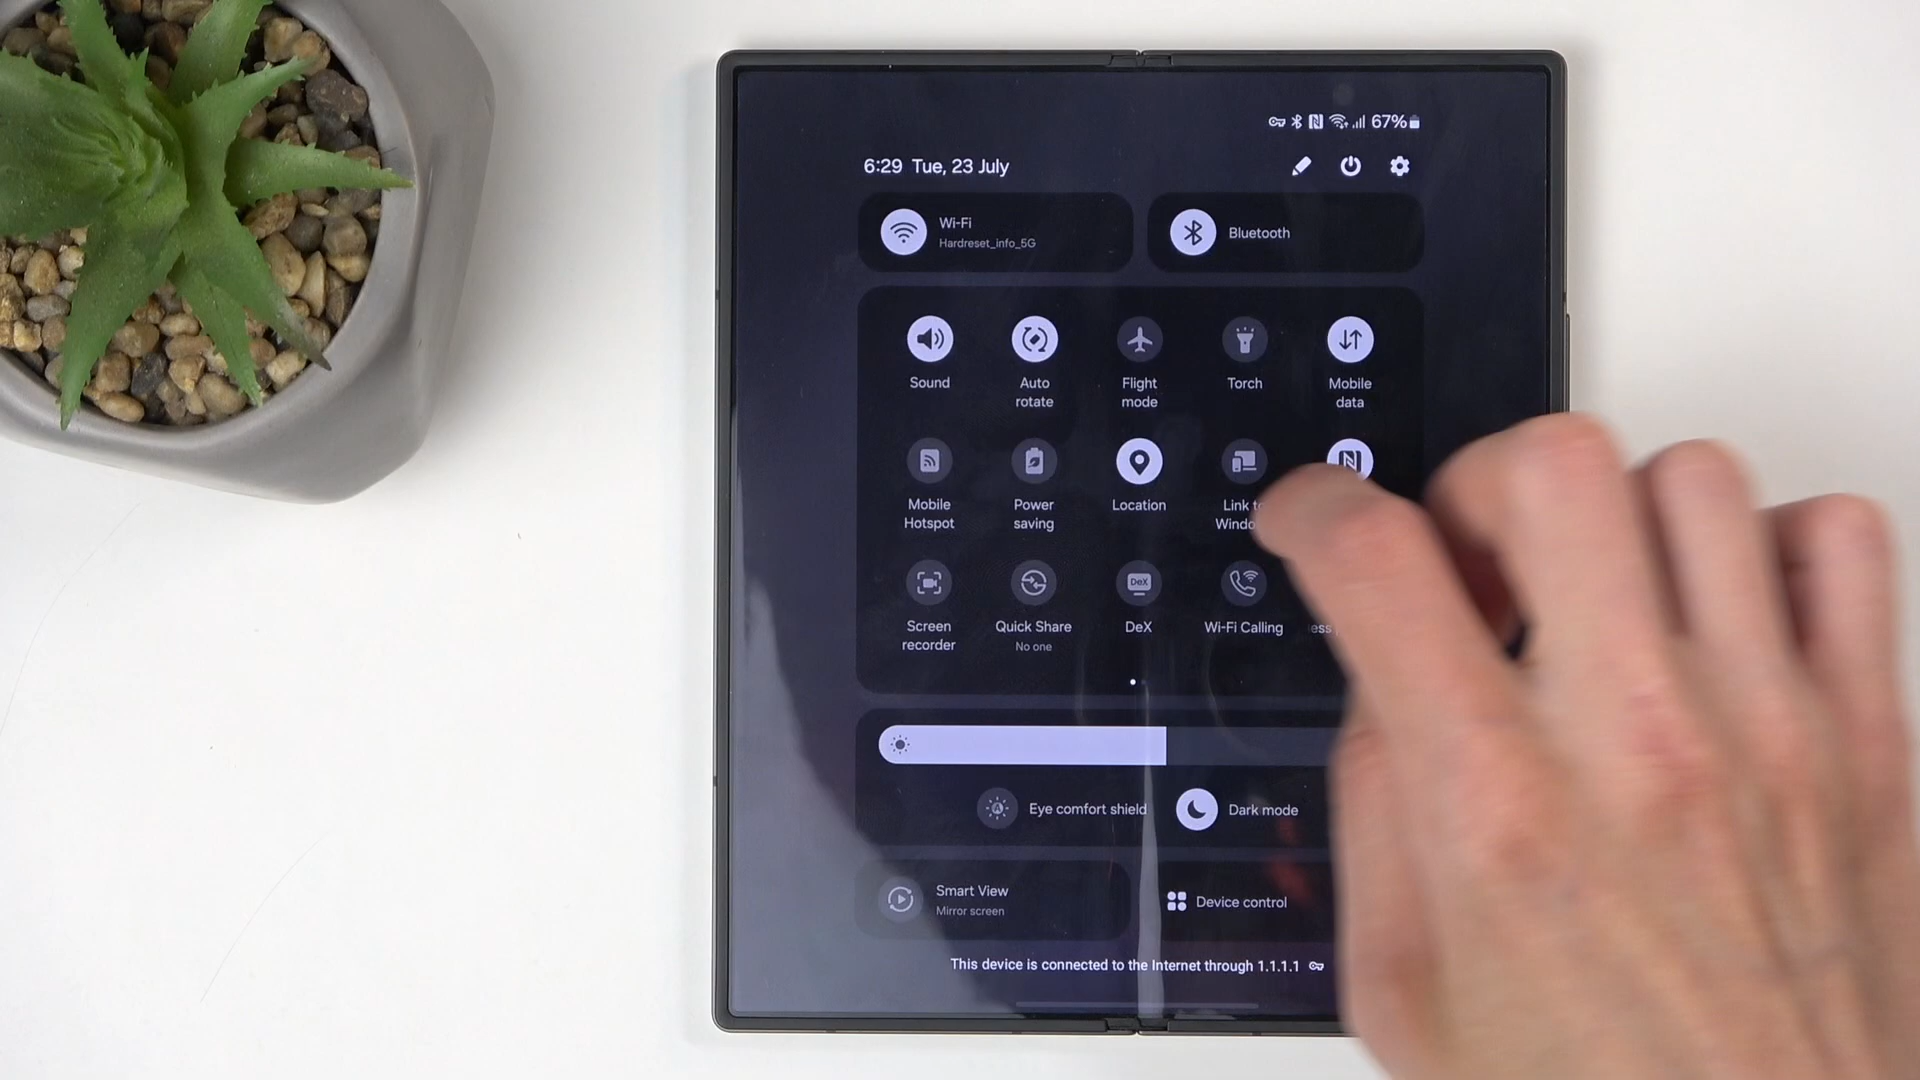 67%
6:29 Tue, 23 July
Wi-Fi
Hardreset_info_5G
Bluetooth
Sound
Auto
rotate
Flight
mode
Torch
Mobile
data
Mobile
Hotspot
Power
saving
Location
Link
Screen
recorder
Quick Share
No one
DeX
DeX
Wi-Fi Calling
Eye comfort shield
Dark mode
Smart View
Mirror screen
Device control
This device is connected to the Internet through 1.1.1.1